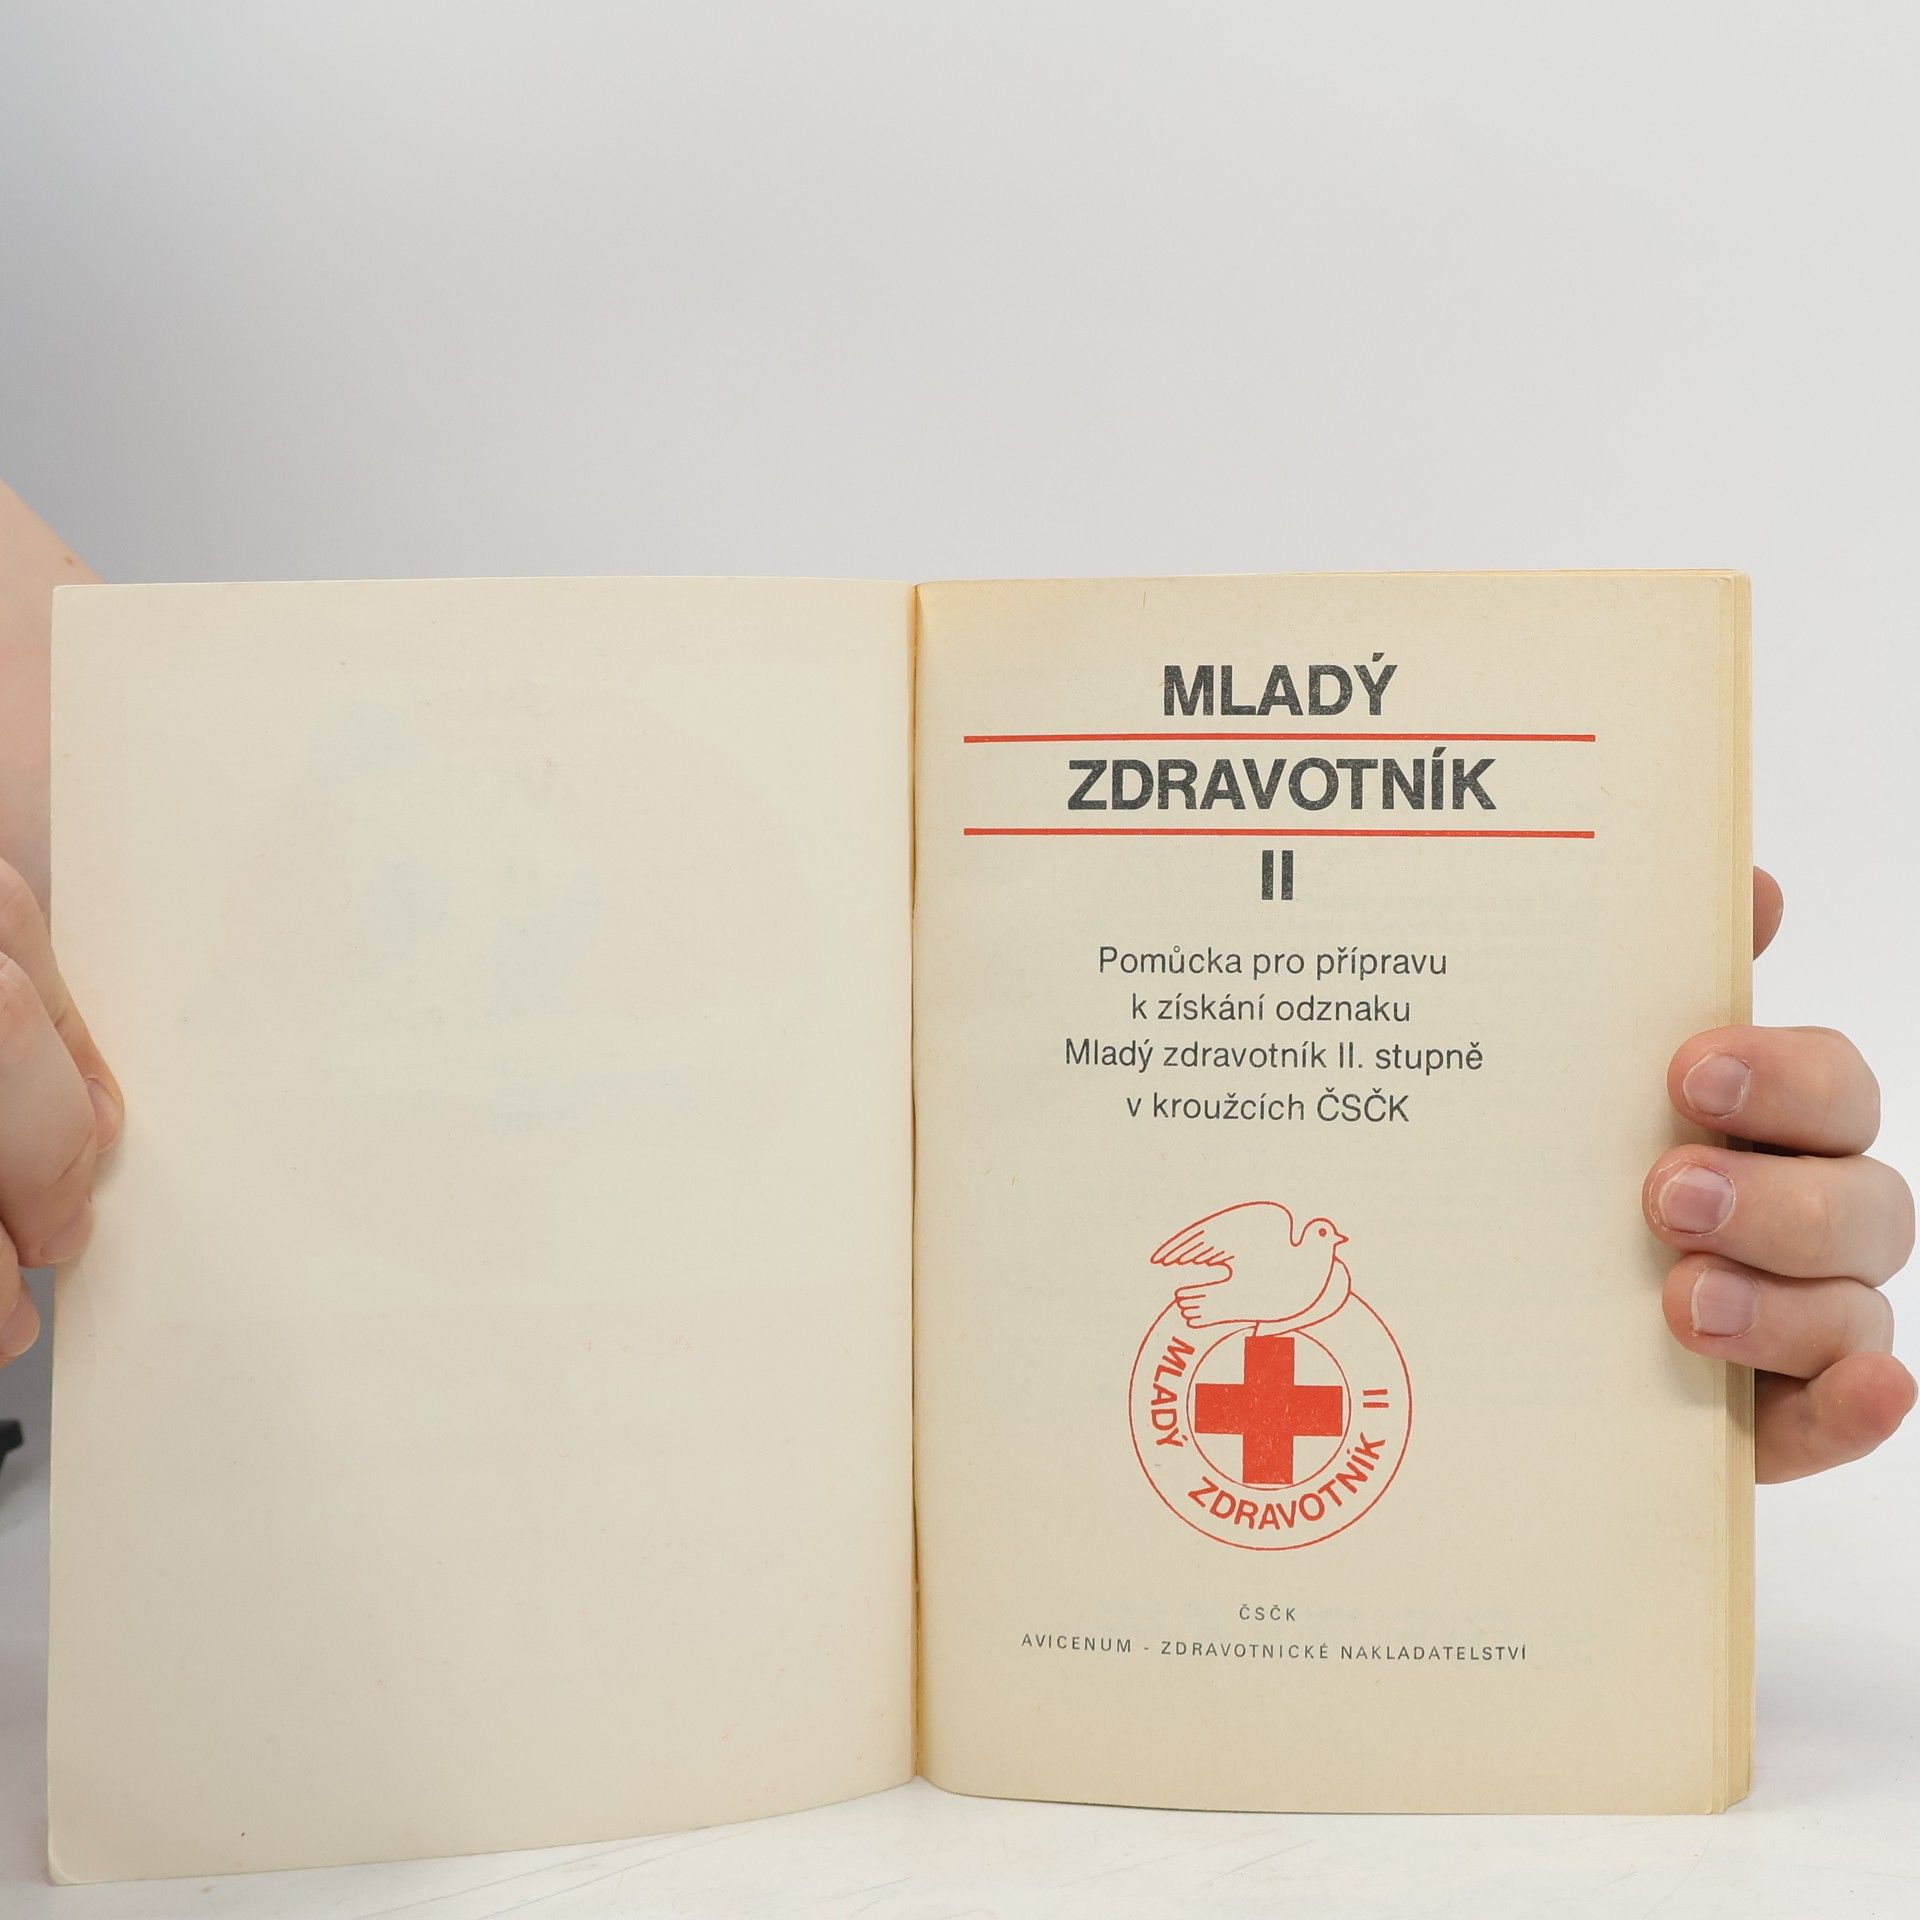 MLADÝ
ZDRAVOTNÍK
II
Pomůcka pro přípravu
k získání odznaku
Mladý zdravotník II. stupně
v kroužcích ČSČK
MLADÝ ZDRAVOTNÍK II
ČSČK
AVICENUM - ZDRAVOTNICKÉ NAKLADATELSTVÍ